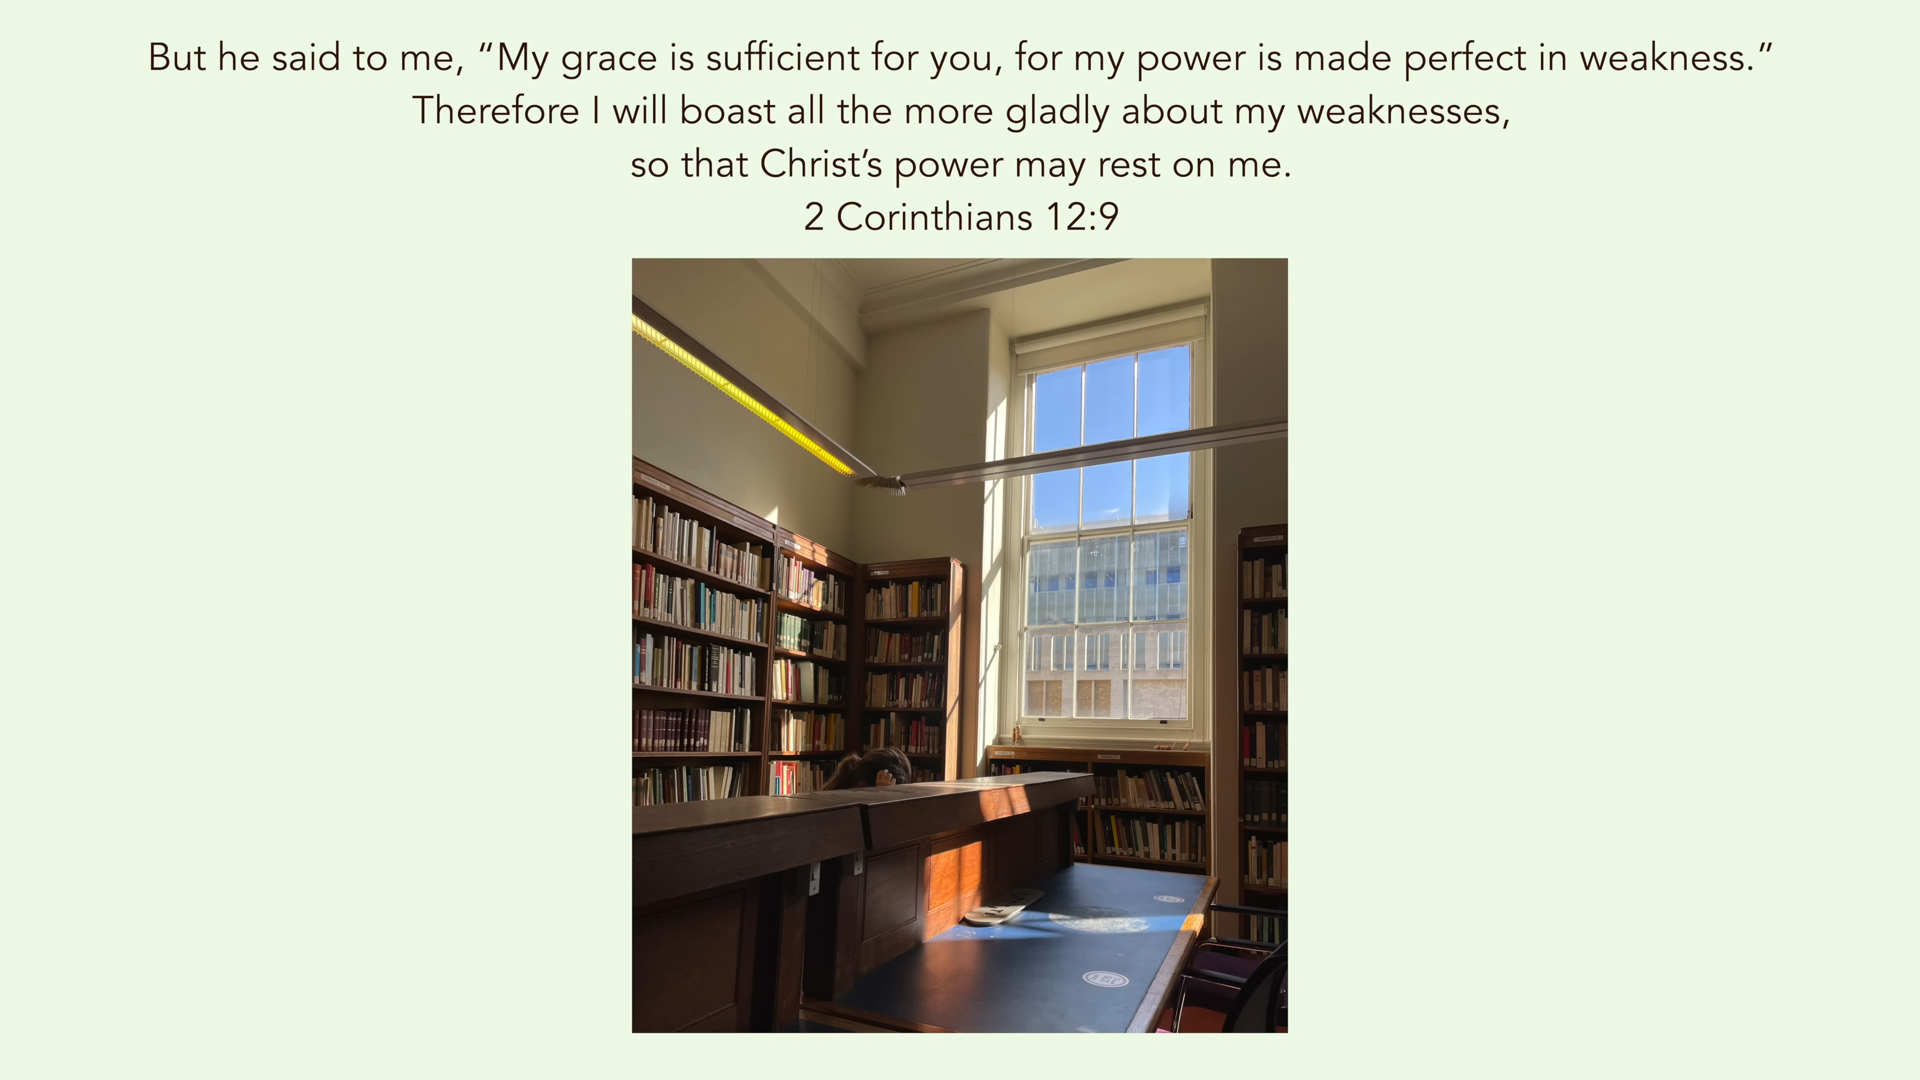 But he said to me, “My grace is sufficient for you, for my power is made perfect in weakness.”
Therefore I will boast all the more gladly about my weaknesses,
so that Christ’s power may rest on me.
2 Corinthians 12:9